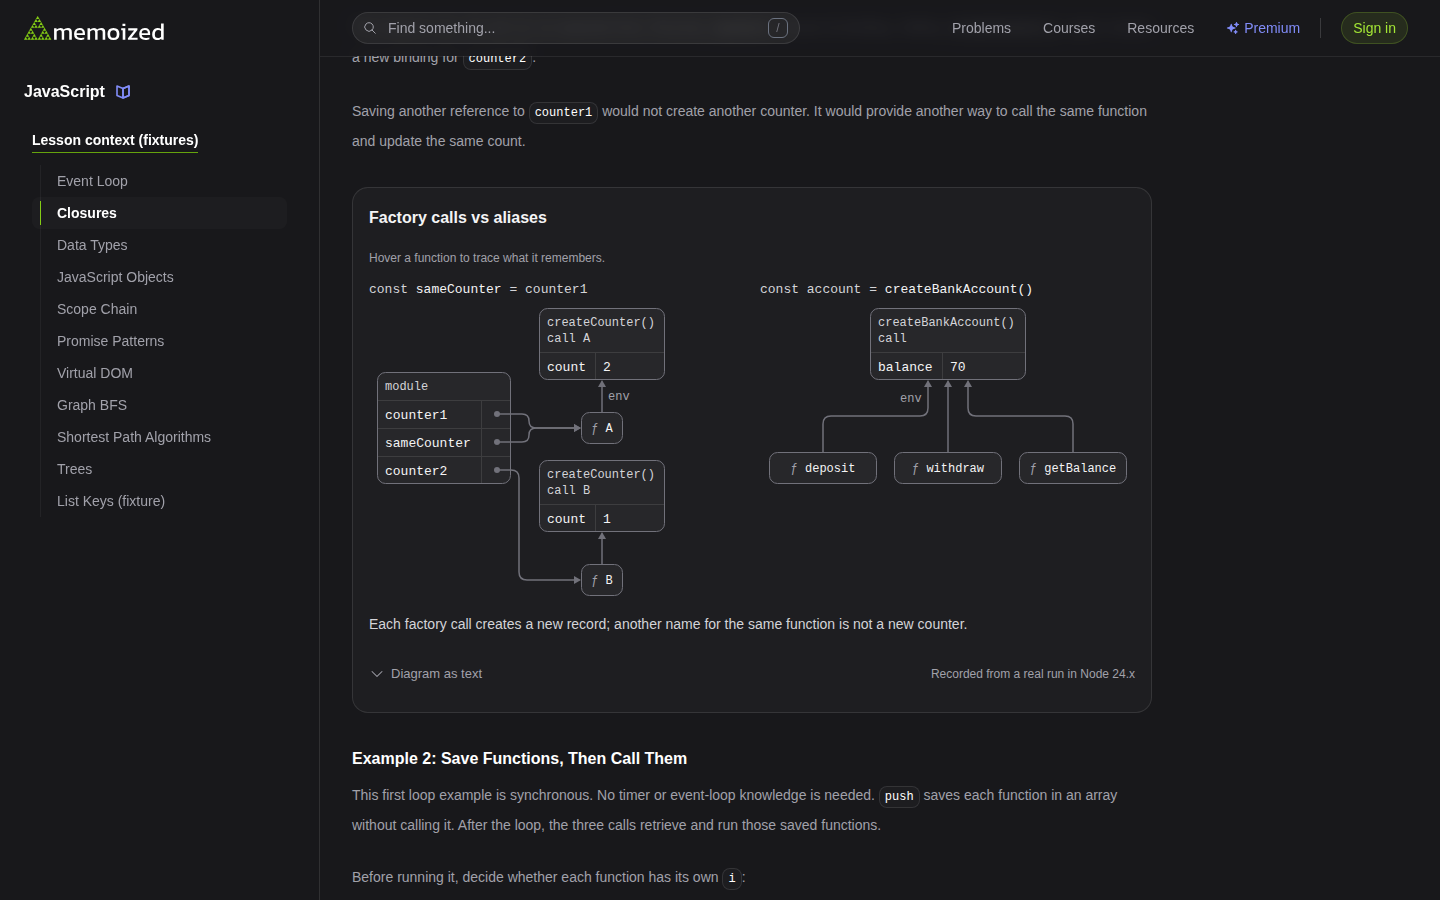 memoized
Find something...
/
Problems
Courses
Resources
Premium
Sign in
JavaScript
Lesson context (fixtures)
Event Loop
Closures
Data Types
JavaScript Objects
Scope Chain
Promise Patterns
Virtual DOM
Graph BFS
Shortest Path Algorithms
Trees
List Keys (fixture)
a new binding for counter2.
Saving another reference to counter1 would not create another counter. It would provide another way to call the same function
and update the same count.
Factory calls vs aliases
Hover a function to trace what it remembers.
const sameCounter = counter1
createCounter()
call A
count 2
module
counter1
sameCounter
counter2
env
ƒ A
createCounter()
call B
count 1
ƒ B
const account = createBankAccount()
createBankAccount()
call
balance 70
env
ƒ deposit
ƒ withdraw
ƒ getBalance
Each factory call creates a new record; another name for the same function is not a new counter.
Diagram as text
Recorded from a real run in Node 24.x
Example 2: Save Functions, Then Call Them
This first loop example is synchronous. No timer or event-loop knowledge is needed. push saves each function in an array
without calling it. After the loop, the three calls retrieve and run those saved functions.
Before running it, decide whether each function has its own i: